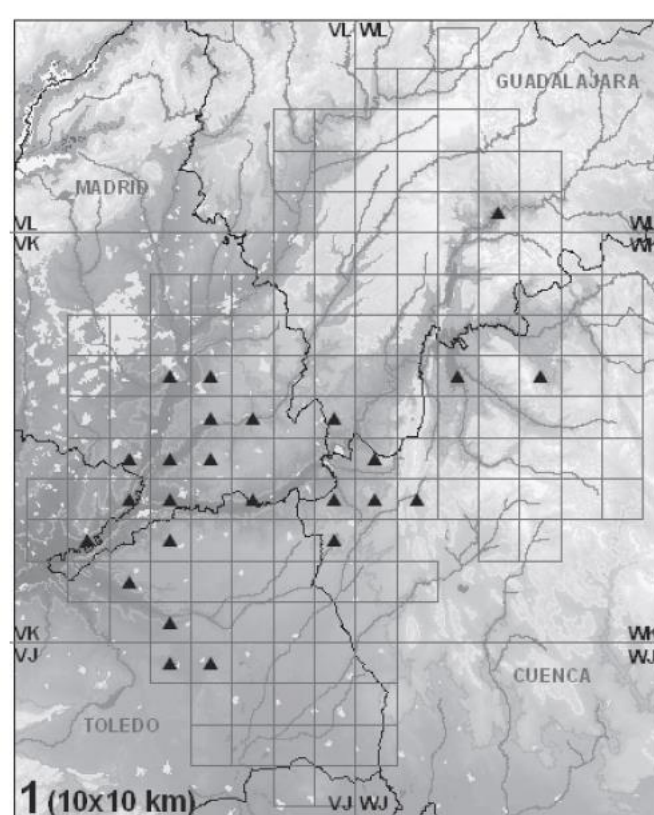 VL WL
GUADALAJARA
MADRID
VL
VK
WL
WK
VK
VJ
WK
WJ
CUENCA
TOLEDO
1 (10x10 km)
VJ WJ